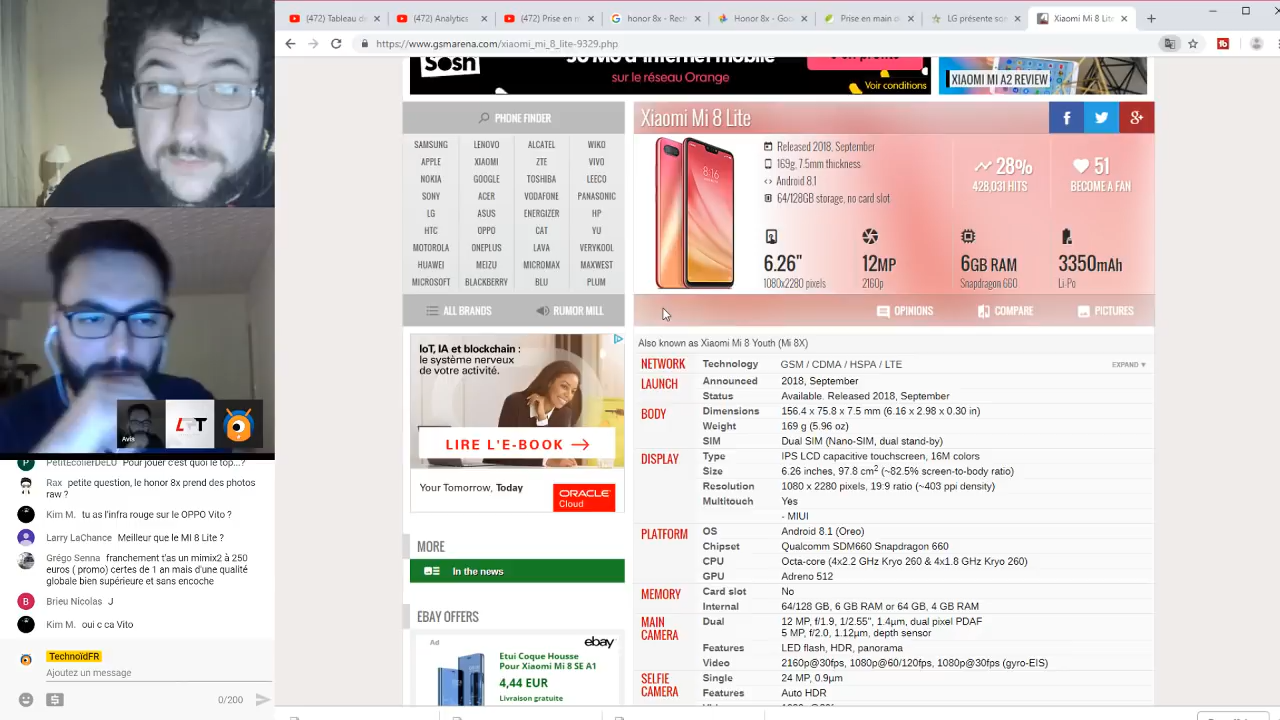 (472) Tableau d
(472) Analytics
(472) Prise en m
honor 8x - Rec
Honor 8x - Goo
Prise en main d
LG présente so
Xiaomi Mi 8 Lit
https://www.gsmarena.com/xiaomi_mi_8_lite-9329.php
Sosh
50 Mo d'internet mobile
sur le réseau Orange
Voir conditions
XIAOMI MI A2 REVIEW
PHONE FINDER
SAMSUNG LENOVO ALCATEL WIKO
APPLE XIAOMI ZTE VIVO
NOKIA GOOGLE TOSHIBA LEECO
SONY ACER VODAFONE PANASONIC
LG ASUS ENERGIZER HP
HTC OPPO CAT YU
MOTOROLA ONEPLUS LAVA VERYKOOL
HUAWEI MEIZU MICROMAX MAXWEST
MICROSOFT BLACKBERRY BLU PLUM
ALL BRANDS RUMOR MILL
Xiaomi Mi 8 Lite
8:16
Released 2018, September
169g, 7.5mm thickness
Android 8.1
64/128GB storage, no card slot
28%
428,031 HITS
51
BECOME A FAN
6.26"
1080x2280 pixels
12MP
2160p
6GB RAM
Snapdragon 660
3350mAh
Li-Po
OPINIONS COMPARE PICTURES
Also known as Xiaomi Mi 8 Youth (Mi 8X)
NETWORK Technology GSM / CDMA / HSPA / LTE EXPAND
LAUNCH Announced 2018, September
Status Available. Released 2018, September
BODY Dimensions 156.4 x 75.8 x 7.5 mm (6.16 x 2.98 x 0.30 in)
Weight 169 g (5.96 oz)
SIM Dual SIM (Nano-SIM, dual stand-by)
DISPLAY Type IPS LCD capacitive touchscreen, 16M colors
Size 6.26 inches, 97.8 cm2 (~82.5% screen-to-body ratio)
Resolution 1080 x 2280 pixels, 19:9 ratio (~403 ppi density)
Multitouch Yes
- MIUI
PLATFORM OS Android 8.1 (Oreo)
Chipset Qualcomm SDM660 Snapdragon 660
CPU Octa-core (4x2.2 GHz Kryo 260 & 4x1.8 GHz Kryo 260)
GPU Adreno 512
MEMORY Card slot No
Internal 64/128 GB, 6 GB RAM or 64 GB, 4 GB RAM
MAIN CAMERA Dual 12 MP, f/1.9, 1/2.55", 1.4µm, dual pixel PDAF
5 MP, f/2.0, 1.12µm, depth sensor
Features LED flash, HDR, panorama
Video 2160p@30fps, 1080p@60/120fps, 1080p@30fps (gyro-EIS)
SELFIE CAMERA Single 24 MP, 0.9µm
Features Auto HDR
IoT, IA et blockchain :
le système nerveux
de votre activité.
LIRE L'E-BOOK
Your Tomorrow, Today
ORACLE
Cloud
MORE
In the news
EBAY OFFERS
Ad
ebay
Etui Coque Housse
Pour Xiaomi Mi 8 SE A1
4,44 EUR
Livraison gratuite
Avix
LTT
PetitEcolierDeLU Pour jouer c'est quoi le top...?
Rax petite question, le honor 8x prend des photos
raw ?
Kim M. tu as l'infra rouge sur le OPPO Vito ?
Larry LaChance Meilleur que le MI 8 Lite ?
Grégo Senna franchement t'as un mimix2 à 250
euros ( promo) certes de 1 an mais d'une qualité
globale bien supérieure et sans encoche
Brieu Nicolas J
Kim M. oui c ca Vito
TechnoïdFR
Ajoutez un message
0/200